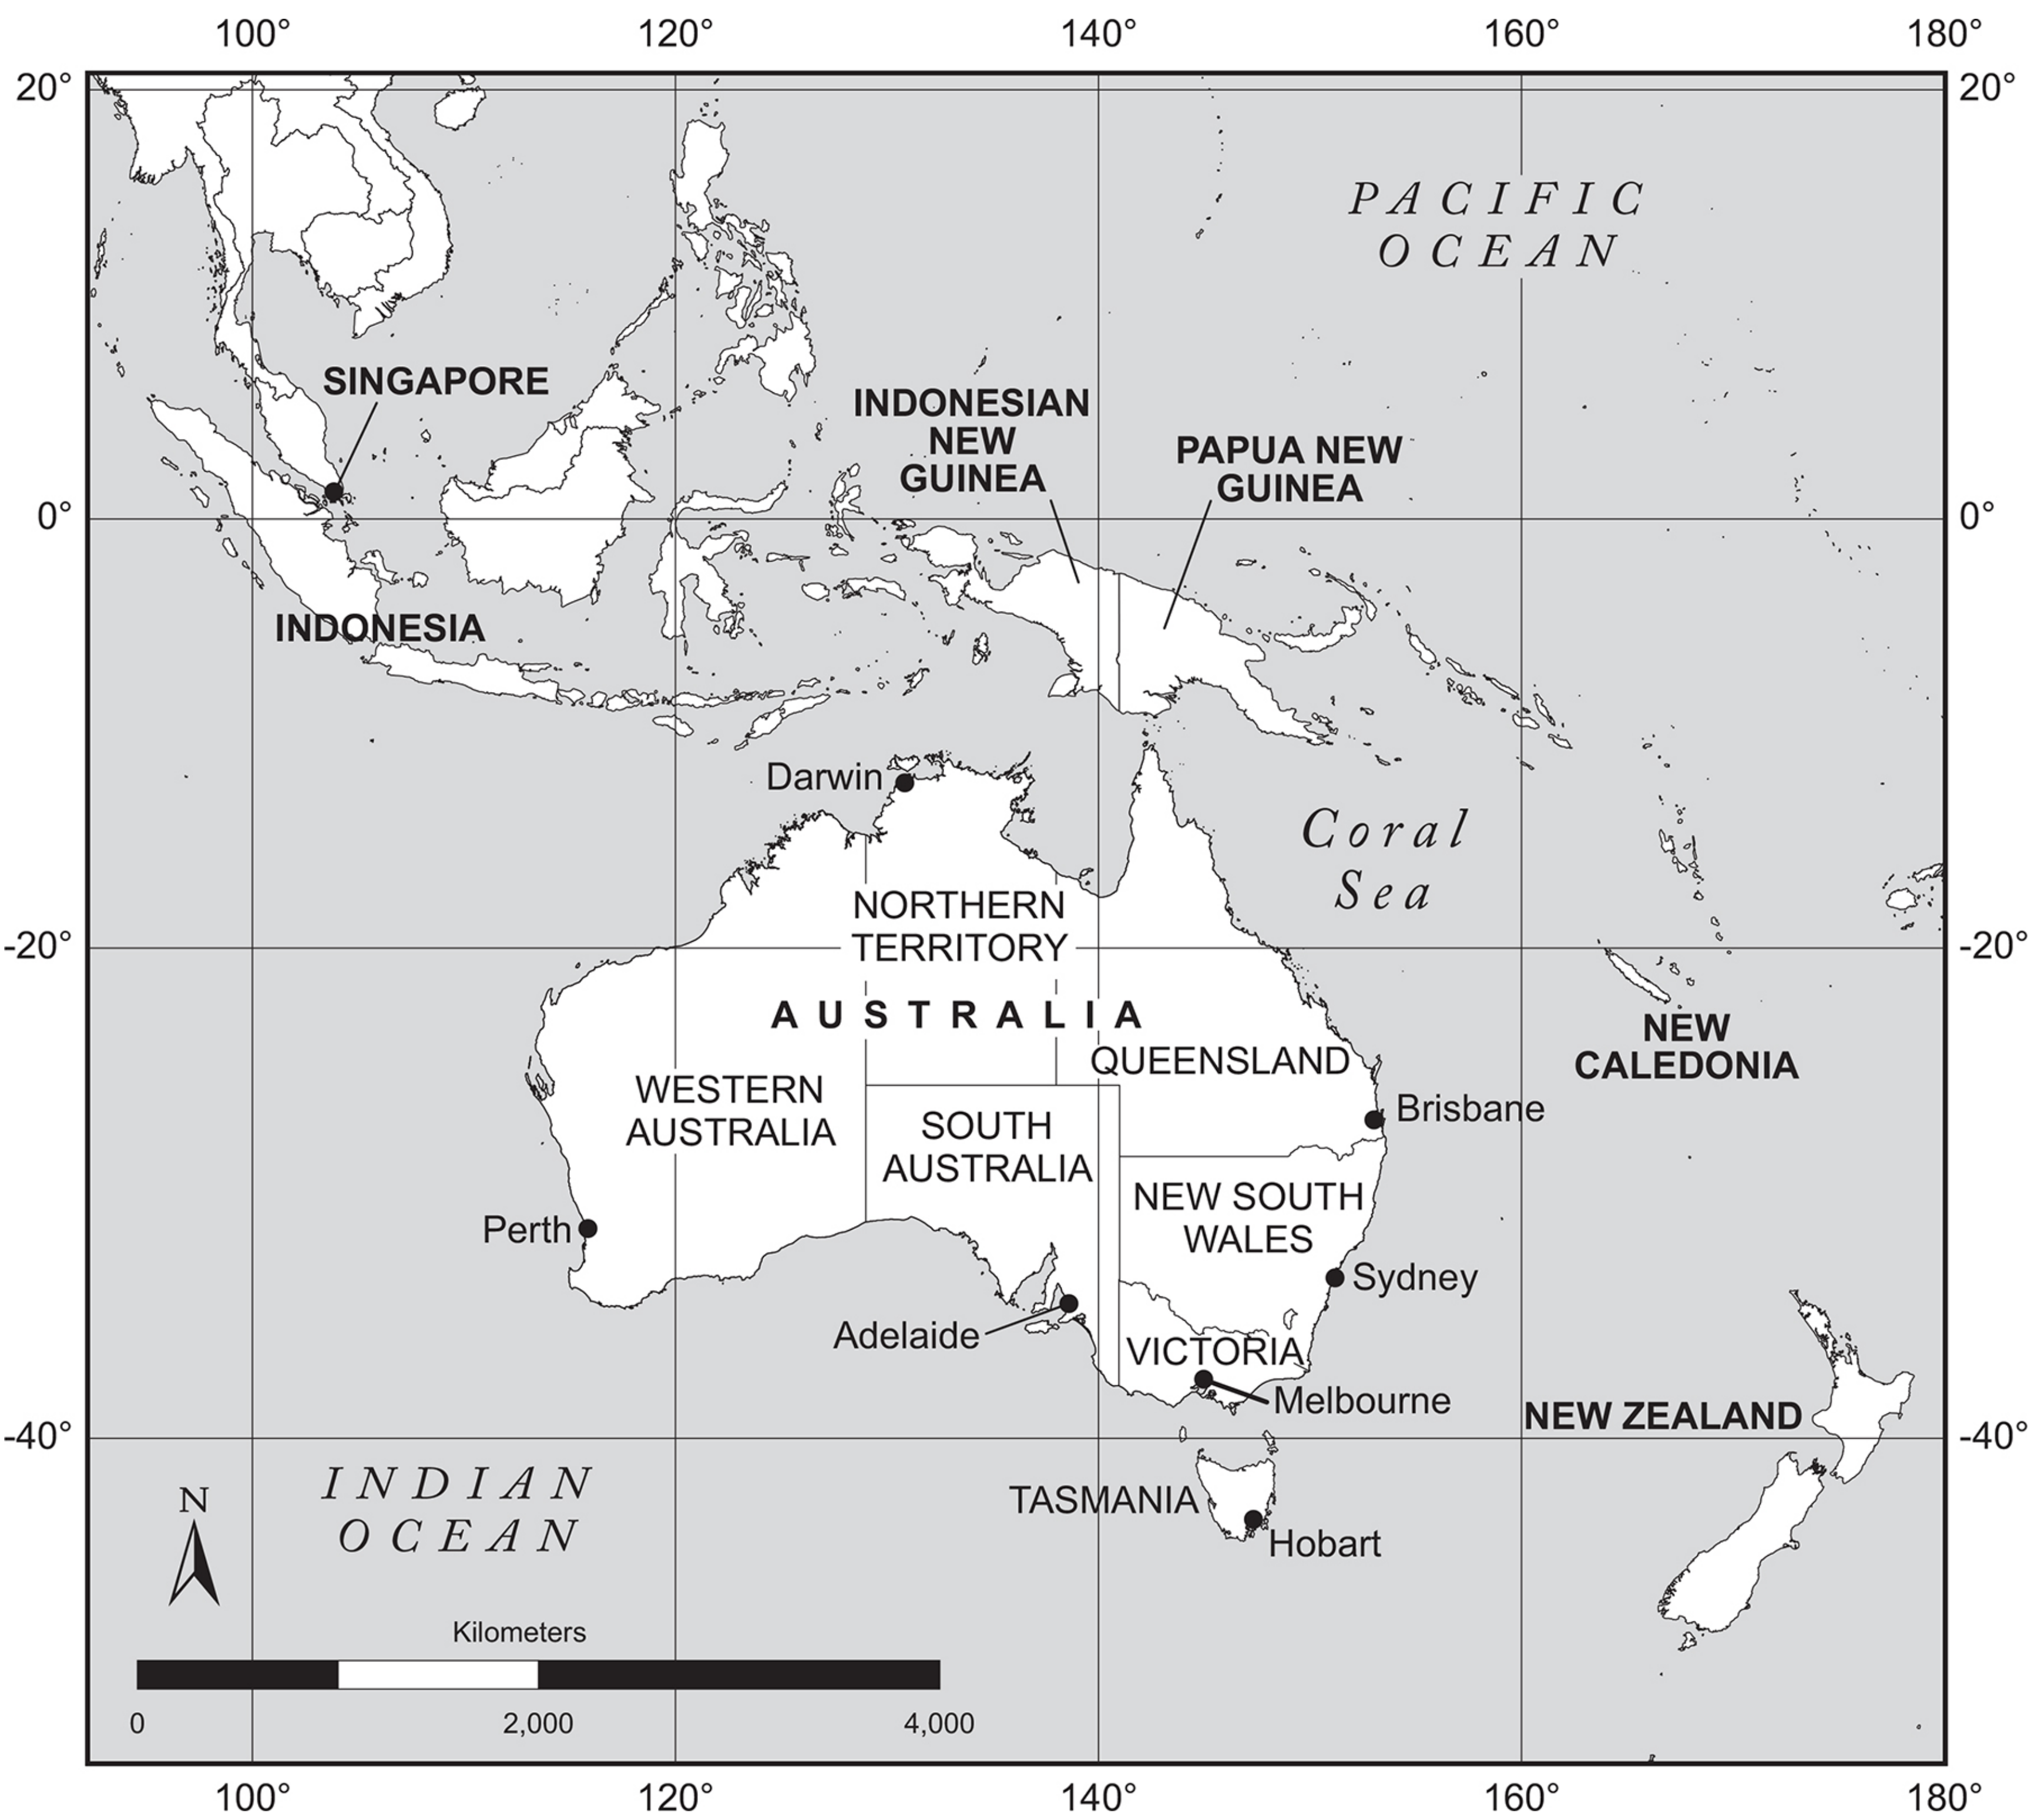 100°
120°
140°
160°
180°
20°
20°
PACIFIC
OCEAN
SINGAPORE
INDONESIAN
NEW
GUINEA
PAPUA NEW
GUINEA
0°
0°
INDONESIA
Darwin
Coral
Sea
NORTHERN
TERRITORY
-20°
-20°
AUSTRALIA
NEW
CALEDONIA
QUEENSLAND
WESTERN
AUSTRALIA
SOUTH
AUSTRALIA
Brisbane
NEW SOUTH
WALES
Perth
Sydney
Adelaide
VICTORIA
Melbourne
NEW ZEALAND
-40°
-40°
INDIAN
OCEAN
N
TASMANIA
Hobart
Kilometers
0
2,000
4,000
100°
120°
140°
160°
180°